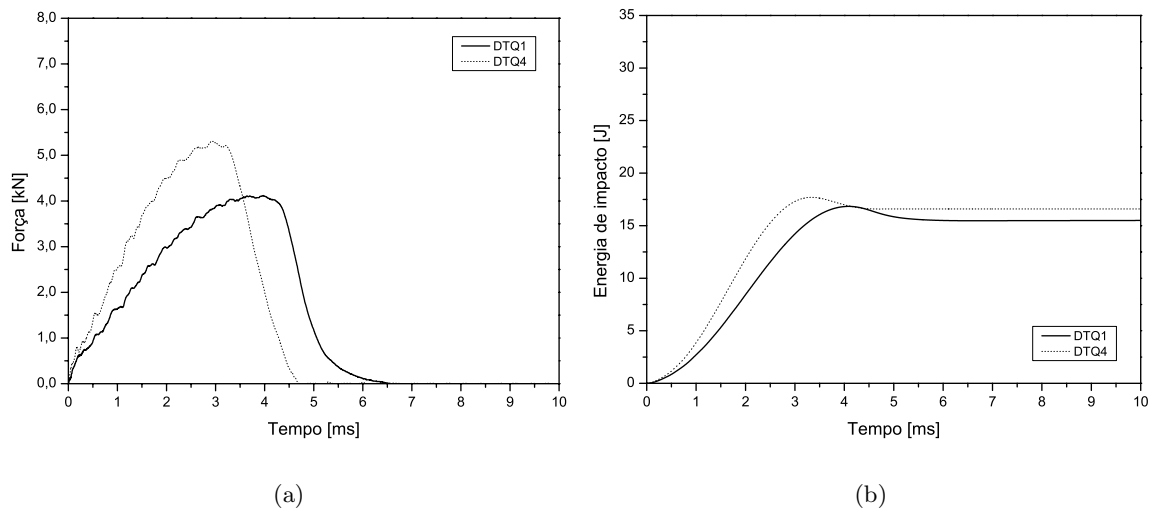 8,0
7,0
6,0
5,0
4,0
3,0
2,0
1,0
0,0
Força [kN]
DTQ1
DTQ4
0 1 2 3 4 5 6 7 8 9 10
Tempo [ms]
(a)
35
30
25
20
15
10
5
0
Energia de impacto [J]
DTQ1
DTQ4
0 1 2 3 4 5 6 7 8 9 10
Tempo [ms]
(b)